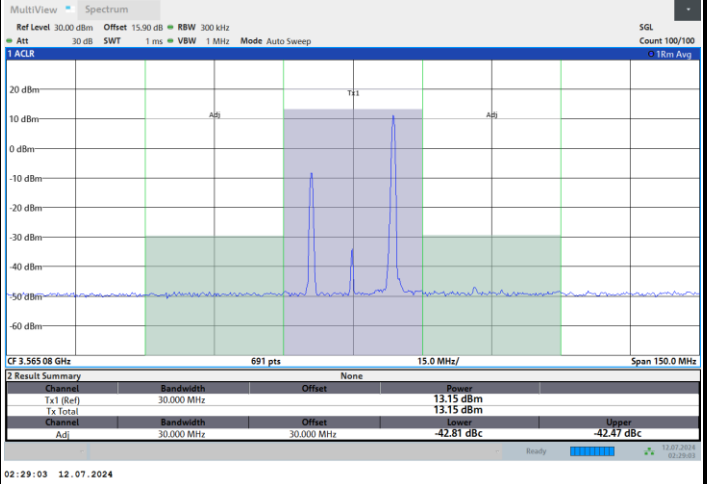 MultiView Spectrum
Ref Level 30.00 dBm Offset 15.90 dB RBW 300 kHz SGL
Att 30 dB SWT 1 ms VBW 1 MHz Mode Auto Sweep Count 100/100
1 ACLR 1Rm Avg
Tx1
20 dBm
Adj Adj
10 dBm
0 dBm
-10 dBm
-20 dBm
-30 dBm
-40 dBm
-50 dBm
-60 dBm
CF 3.565 08 GHz 691 pts 15.0 MHz/ Span 150.0 MHz
2 Result Summary None
Channel Bandwidth Offset Power
Tx1 (Ref) 30.000 MHz 13.15 dBm
Tx Total 13.15 dBm
Channel Bandwidth Offset Lower Upper
Adj 30.000 MHz 30.000 MHz -42.81 dBc -42.47 dBc
Ready 12.07.2024
02:29:03
02:29:03 12.07.2024